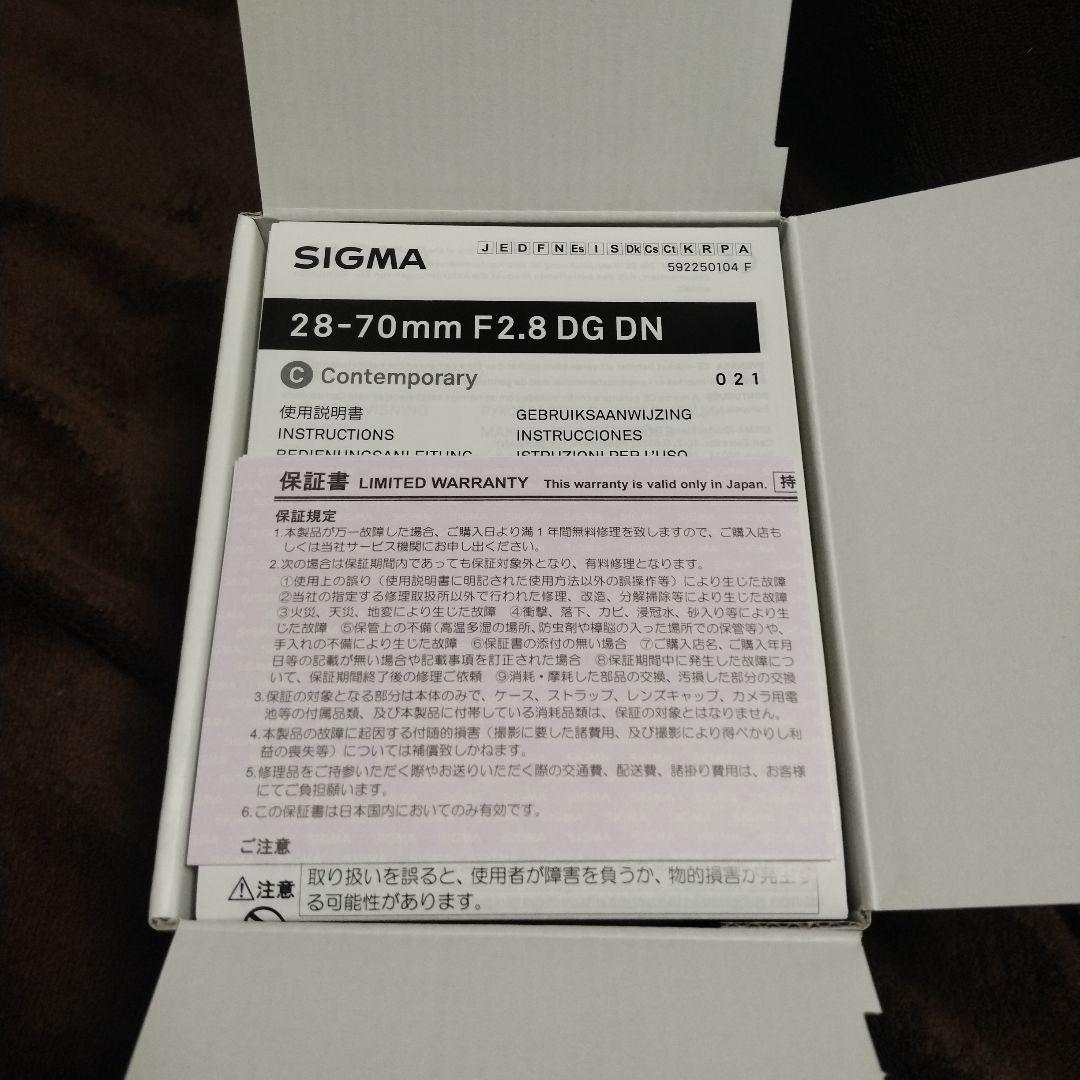 SIGMA
J E D F N Es I S Dk Cs Ct K R P A
592250104 F
28-70mm F2.8 DG DN
C Contemporary
021
使用説明書
GEBRUIKSAANWIJZING
INSTRUCTIONS
INSTRUCCIONES
BEDIENUNGSANLEITUNG
ISTRUZIONI PER L'USO
保証書 LIMITED WARRANTY This warranty is valid only in Japan. 持
保証規定
1.本製品が万一故障した場合、ご購入日より満1年間無料修理を致しますので、ご購入店も
しくは当社サービス機関にお申し出ください。
2.次の場合は保証期間内であっても保証対象外となり、有料修理となります。
①使用上の誤り（使用説明書に明記された使用方法以外の誤操作等）により生じた故障
②当社の指定する修理取扱所以外で行われた修理、改造、分解掃除等により生じた故障
③火災、天災、地変により生じた故障 ④衝撃、落下、カビ、浸冠水、砂入り等により生
じた故障 ⑤保管上の不備（高温多湿の場所、防虫剤や樟脳の入った場所での保管等）や、
手入れの不備により生じた故障 ⑥保証書の添付の無い場合 ⑦ご購入店名、ご購入年月
日等の記載が無い場合や記載事項を訂正された場合 ⑧保証期間中に発生した故障につ
いて、保証期間終了後の修理ご依頼 ⑨消耗・摩耗した部品の交換、汚損した部分の交換
3.保証の対象となる部分は本体のみで、ケース、ストラップ、レンズキャップ、カメラ用電
池等の付属品類、及び本製品に付帯している消耗品類は、保証の対象とはなりません。
4.本製品の故障に起因する付随的損害（撮影に要した諸費用、及び撮影により得べかりし利
益の喪失等）については補償致しかねます。
5.修理品をご持参いただく際やお送りいただく際の交通費、配送費、諸掛り費用は、お客様
にてご負担願います。
6.この保証書は日本国内においてのみ有効です。
ご注意
注意
取り扱いを誤ると、使用者が障害を負うか、物的損害が発生す
る可能性があります。